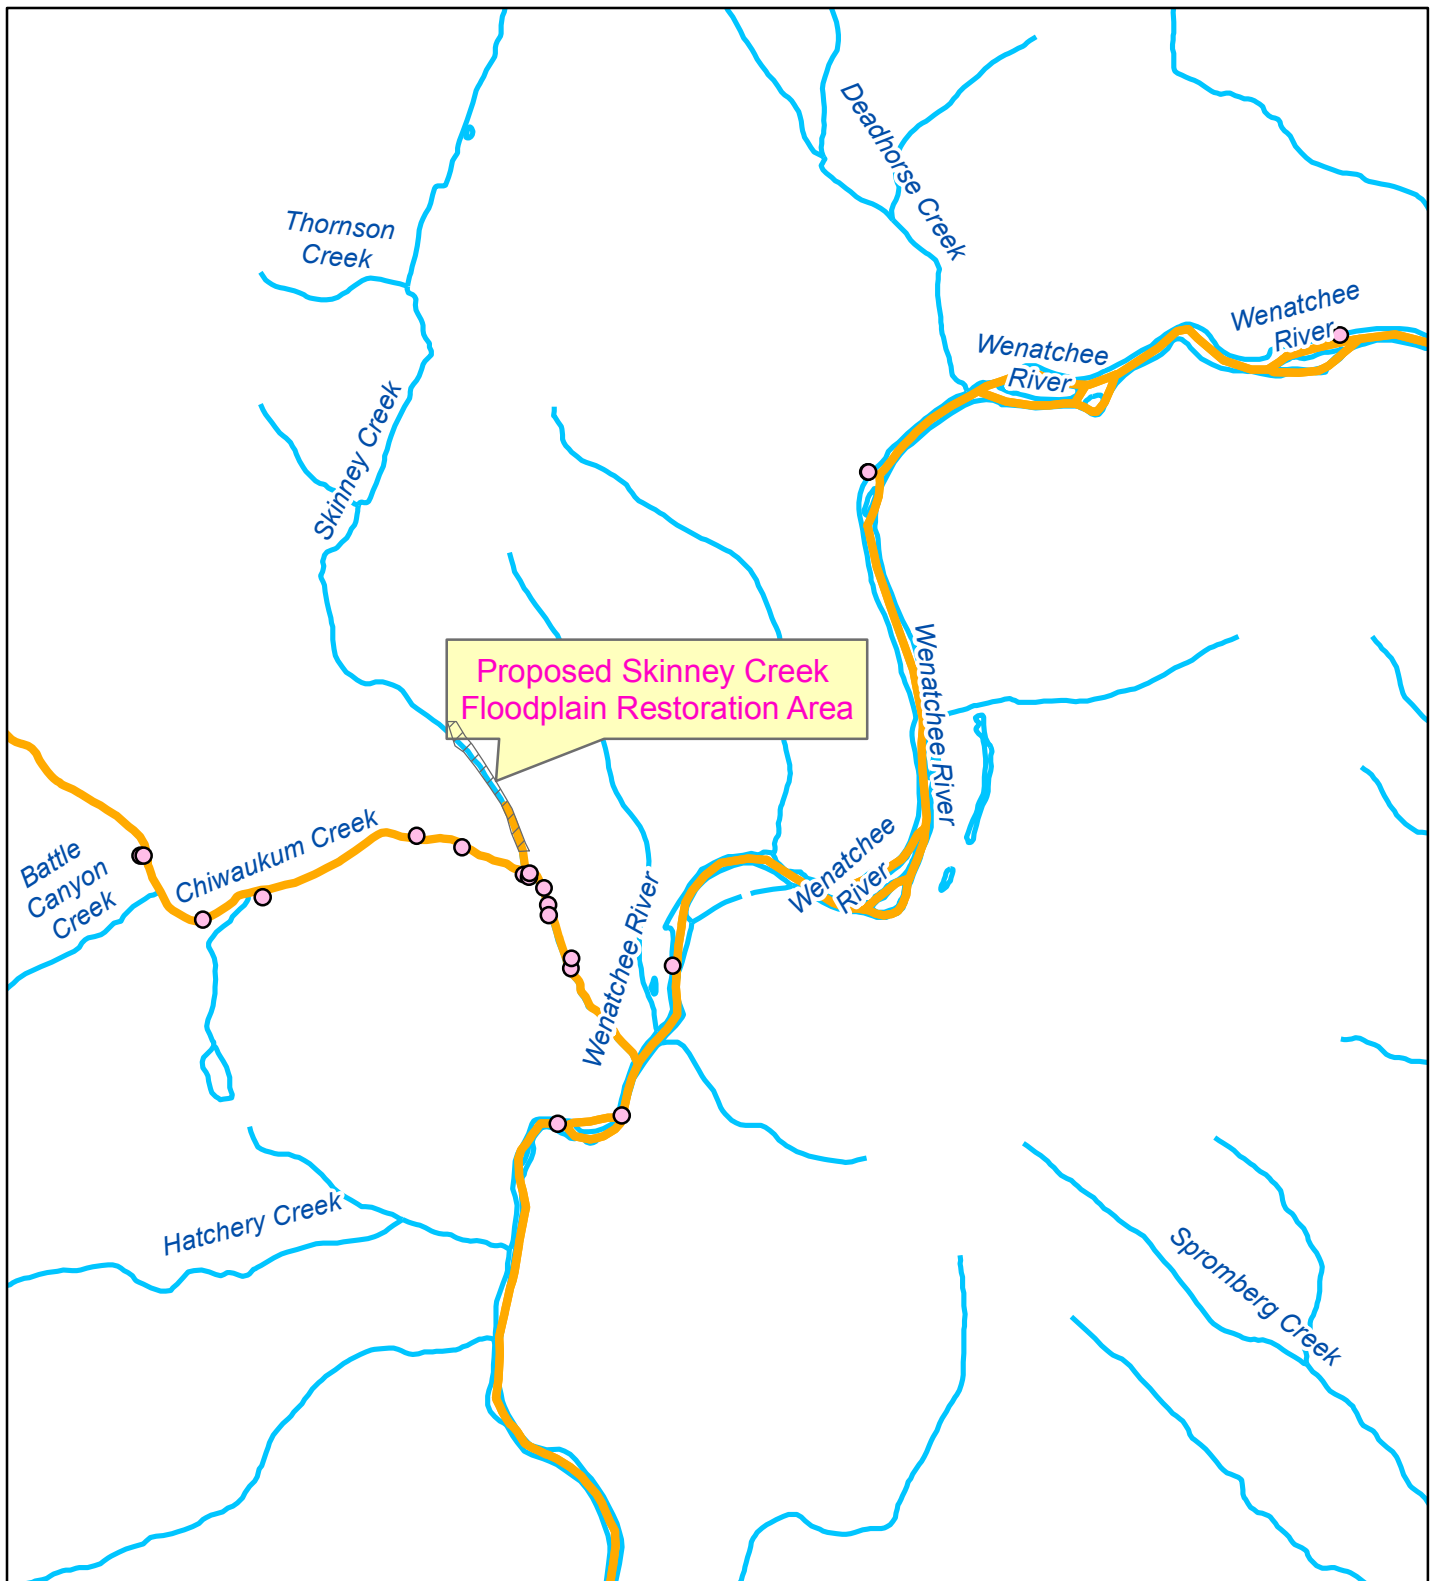 Deadhorse Creek
Thornson
Creek
Wenatchee
River
Wenatchee
River
Skinney Creek
Proposed Skinney Creek
Floodplain Restoration Area
Wenatchee River
Battle
Canyon
Creek
Chiwaukum Creek
Wenatchee
River
Wenatchee River
Hatchery Creek
Spromberg Creek